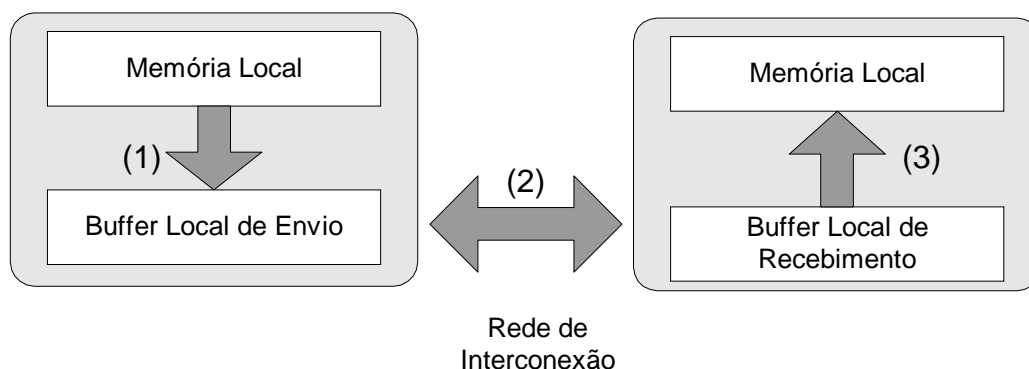 Memória Local
(1)
Buffer Local de Envio
(2)
Rede de
Interconexão
Memória Local
(3)
Buffer Local de
Recebimento